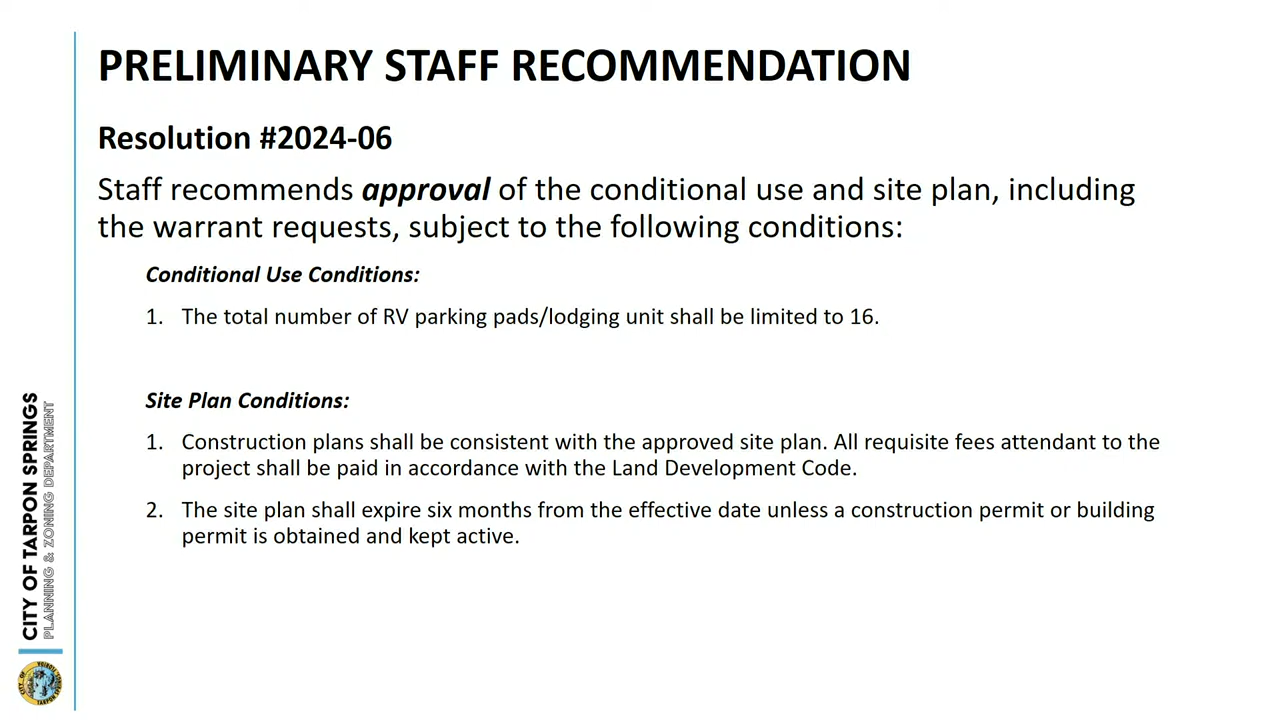 PRELIMINARY STAFF RECOMMENDATION
Resolution #2024-06
Staff recommends approval of the conditional use and site plan, including
the warrant requests, subject to the following conditions:
Conditional Use Conditions:
1. The total number of RV parking pads/lodging unit shall be limited to 16.
Site Plan Conditions:
1. Construction plans shall be consistent with the approved site plan. All requisite fees attendant to the
project shall be paid in accordance with the Land Development Code.
2. The site plan shall expire six months from the effective date unless a construction permit or building
permit is obtained and kept active.
CITY OF TARPON SPRINGS
PLANNING & ZONING DEPARTMENT